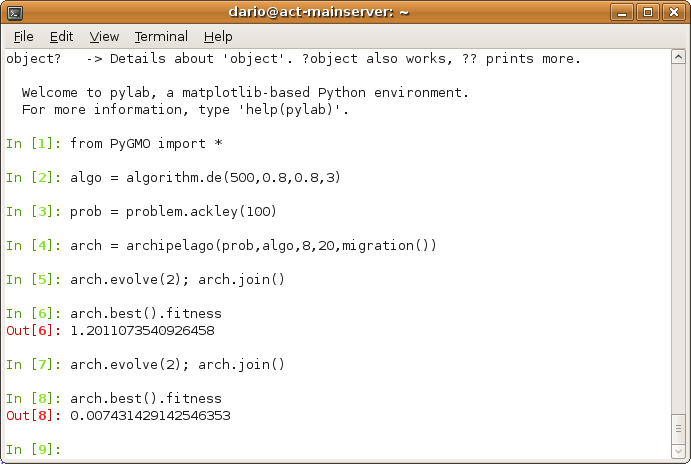 dario@act-mainserver: ~
File Edit View Terminal Help
object?   -> Details about 'object'. ?object also works, ?? prints more.
  Welcome to pylab, a matplotlib-based Python environment.
  For more information, type 'help(pylab)'.
In [1]: from PyGMO import *
In [2]: algo = algorithm.de(500,0.8,0.8,3)
In [3]: prob = problem.ackley(100)
In [4]: arch = archipelago(prob,algo,8,20,migration())
In [5]: arch.evolve(2); arch.join()
In [6]: arch.best().fitness
Out[6]: 1.2011073540926458
In [7]: arch.evolve(2); arch.join()
In [8]: arch.best().fitness
Out[8]: 0.007431429142546353
In [9]: